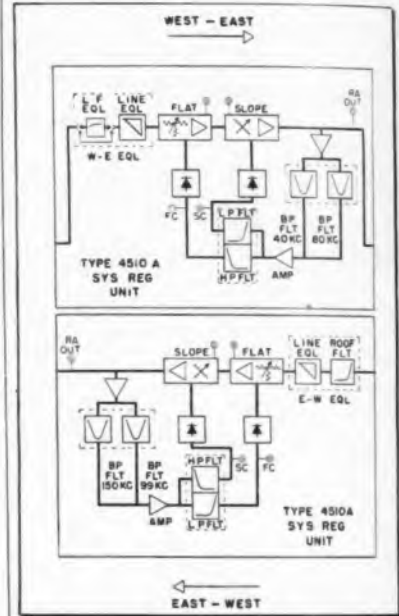 WEST – EAST
RA OUT
L F EQL
LINE EQL
FLAT
SLOPE
W-E EQL
FC
SC
L P FLT
H P FLT
AMP
BP FLT 40KC
BP FLT 80KC
TYPE 4510 A
SYS REG
UNIT
RA OUT
SLOPE
FLAT
LINE EQL
ROOF FLT
E-W EQL
BP FLT 150KC
BP FLT 99KC
AMP
H P FLT
L P FLT
SC
FC
TYPE 4510A
SYS REG
UNIT
EAST – WEST